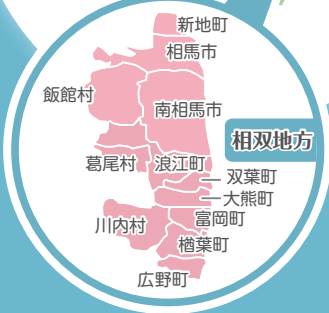 新地町
相馬市
飯館村
南相馬市
相双地方
葛尾村
浪江町
双葉町
大熊町
川内村
富岡町
楢葉町
広野町